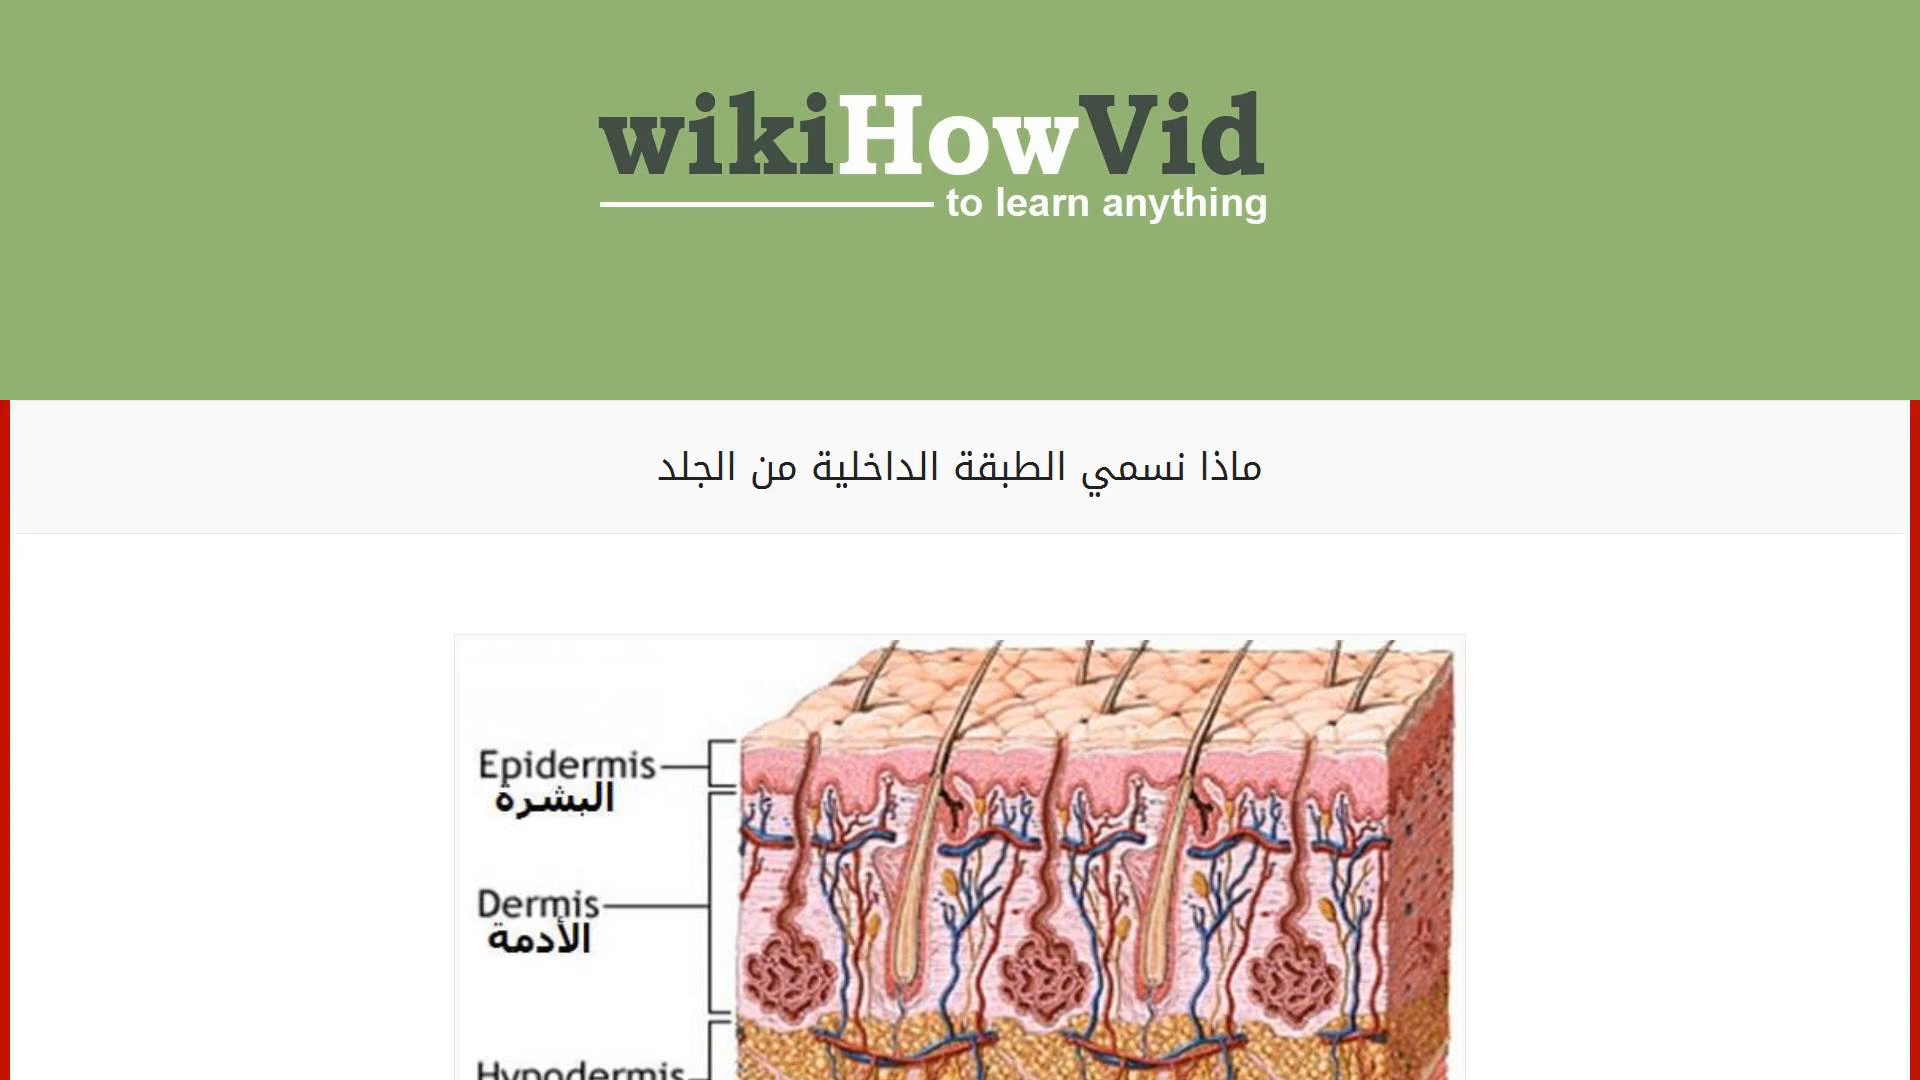 wikiHowVid
to learn anything
ماذا نسمي الطبقة الداخلية من الجلد
Epidermis
البشرة
Dermis
الأدمة
Hypodermis